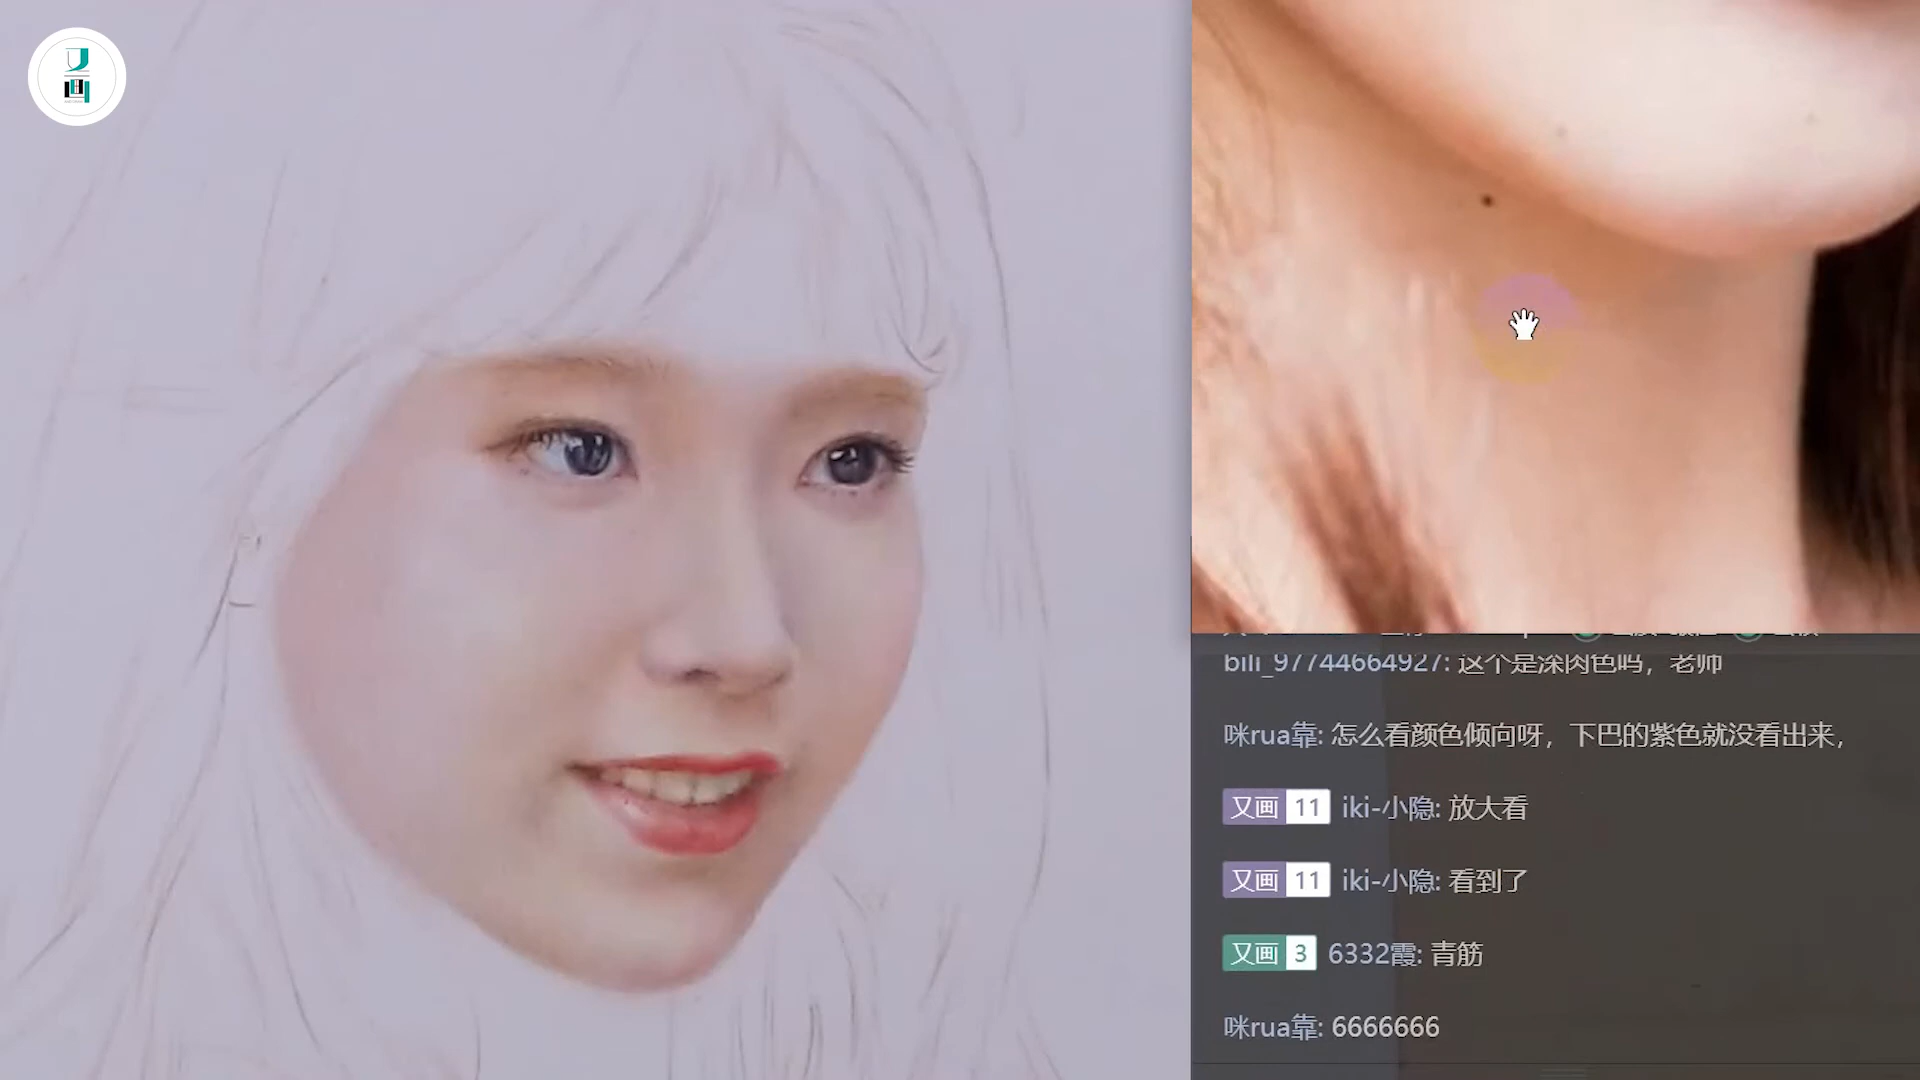 bili_97744664927: 这个是深肉色吗，老师
咪rua靠: 怎么看颜色倾向呀，下巴的紫色就没看出来，
又画 11 iki-小隐: 放大看
又画 11 iki-小隐: 看到了
又画 3 6332霞: 青筋
咪rua靠: 6666666